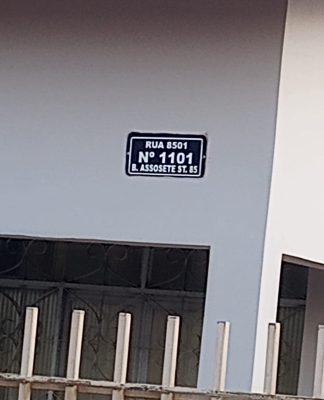 RUA 8501
Nº 1101
B. ASSOSETE ST. 85